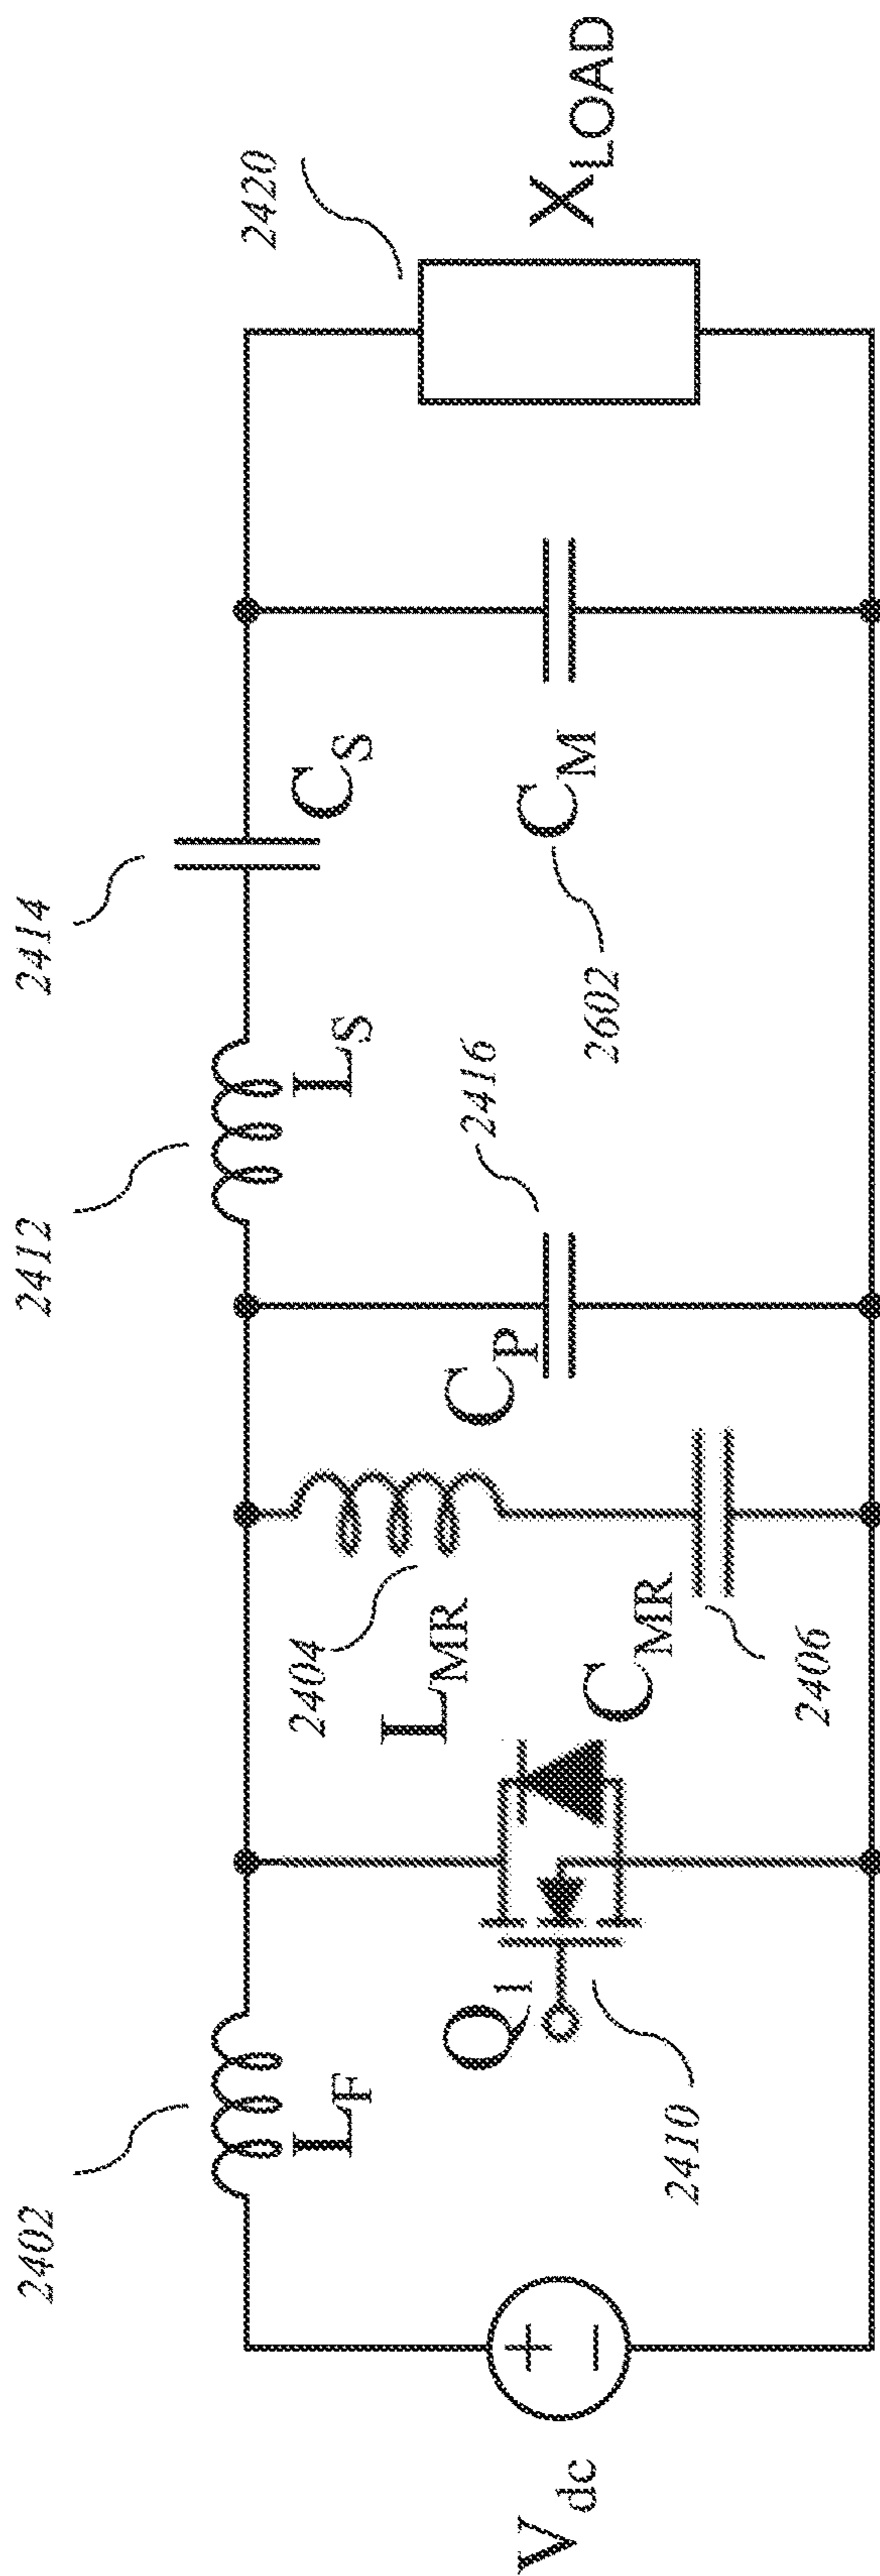 2402
2412
2414
2420
L_F
L_S
C_S
2404
L_MR
C_P
2416
Q_1
V_dc
+
−
C_M
X_LOAD
C_MR
2602
2410
2406